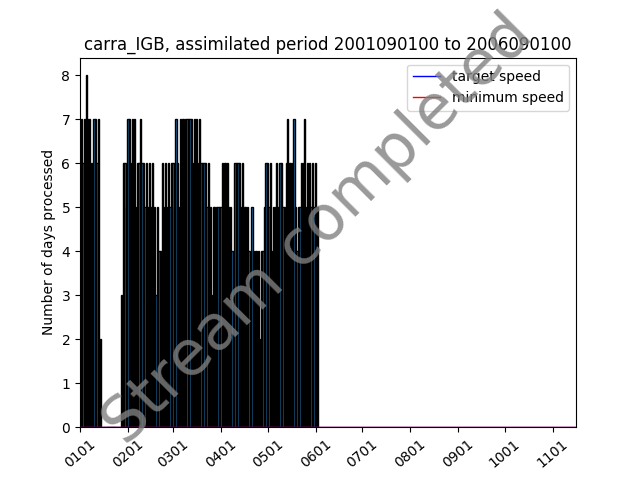 carra_IGB, assimilated period 2001090100 to 2006090100
target speed
minimum speed
Number of days processed
8
7
6
5
4
3
2
1
0
0101 0201 0301 0401 0501 0601 0701 0801 0901 1001 1101
Stream completed